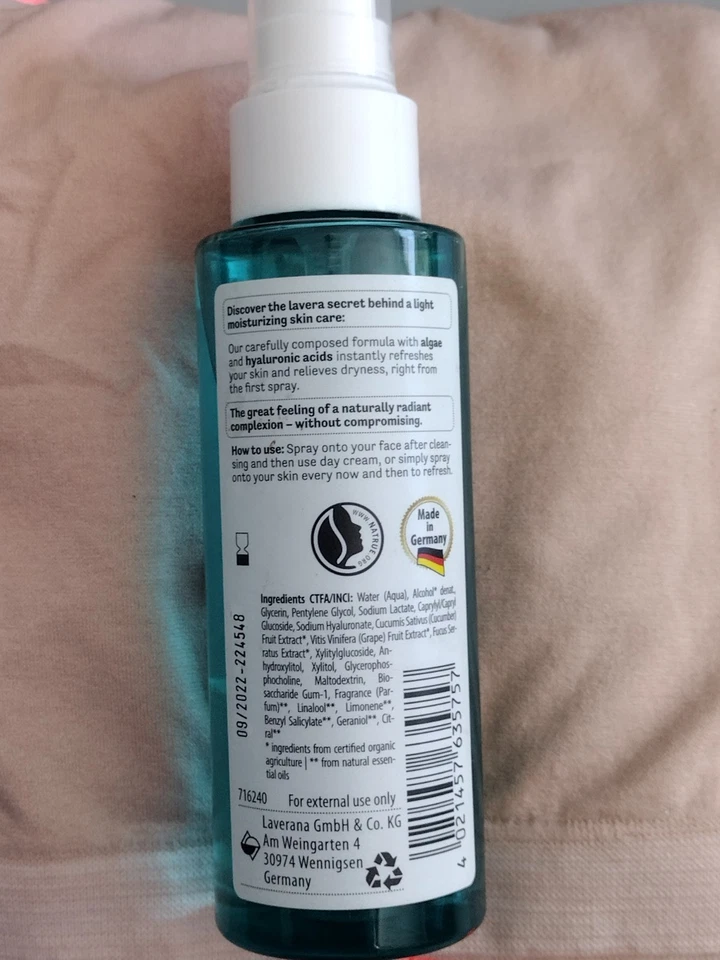 Discover the lavera secret behind a light
moisturizing skin care:
Our carefully composed formula with algae
and hyaluronic acids instantly refreshes
your skin and relieves dryness, right from
the first spray.
The great feeling of a naturally radiant
complexion – without compromising.
How to use: Spray onto your face after clean-
sing and then use day cream, or simply spray
onto your skin every now and then to refresh.
WWW.NATRUE.ORG
Made
in
Germany
Ingredients CTFA/INCI: Water (Aqua), Alcohol* denat.,
Glycerin, Pentylene Glycol, Sodium Lactate, Caprylyl/Capryl
Glucoside, Sodium Hyaluronate, Cucumis Sativus (Cucumber)
Fruit Extract*, Vitis Vinifera (Grape) Fruit Extract*, Fucus Ser-
ratus Extract*, Xylitylglucoside, An-
hydroxylitol, Xylitol, Glycerophos-
phocholine, Maltodextrin, Bio-
saccharide Gum-1, Fragrance (Par-
fum)**, Linalool**, Limonene**,
Benzyl Salicylate**, Geraniol**, Cit-
ral**
* ingredients from certified organic
agriculture | ** from natural essen-
tial oils
09/2022-224548
716240 For external use only
Laverana GmbH & Co. KG
Am Weingarten 4
30974 Wennigsen
Germany
4 021457 635757